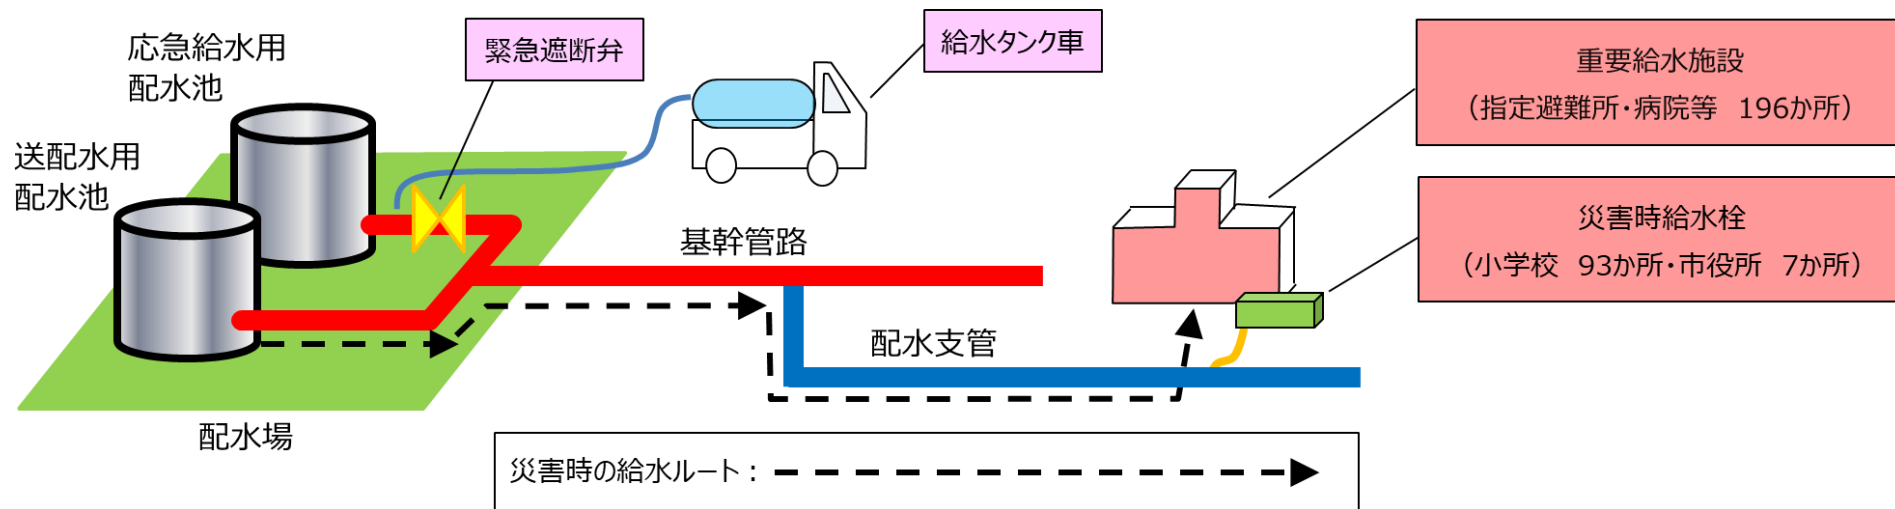 応急給水用
配水池
緊急遮断弁
給水タンク車
重要給水施設
（指定避難所・病院等　196か所）
送配水用
配水池
災害時給水栓
（小学校　93か所・市役所　7か所）
基幹管路
配水支管
配水場
災害時の給水ルート：